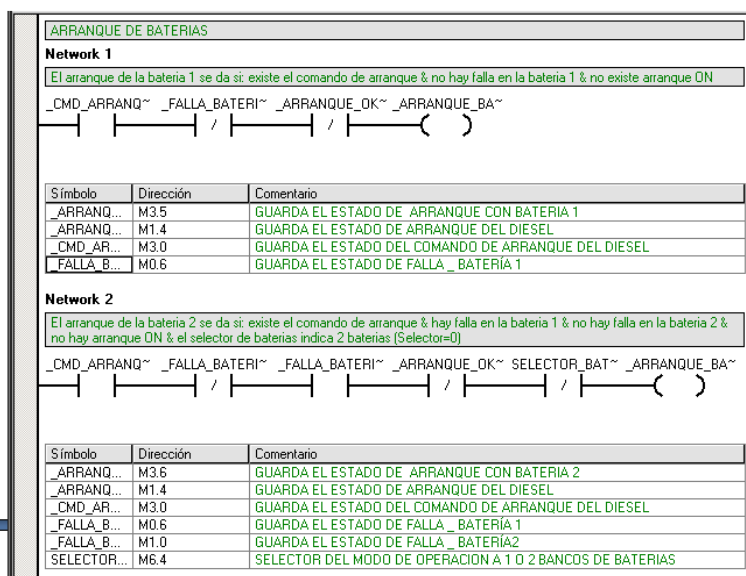 ARRANQUE DE BATERIAS
Network 1
El arranque de la bateria 1 se da si: existe el comando de arranque & no hay falla en la bateria 1 & no existe arranque ON
_CMD_ARRANQ~ _FALLA_BATERI~ _ARRANQUE_OK~ _ARRANQUE_BA~
/ /
Símbolo Dirección Comentario
_ARRANQ... M3.5 GUARDA EL ESTADO DE ARRANQUE CON BATERIA 1
_ARRANQ... M1.4 GUARDA EL ESTADO DE ARRANQUE DEL DIESEL
_CMD_AR... M3.0 GUARDA EL ESTADO DEL COMANDO DE ARRANQUE DEL DIESEL
_FALLA_B... M0.6 GUARDA EL ESTADO DE FALLA _ BATERÍA 1
Network 2
El arranque de la bateria 2 se da si: existe el comando de arranque & hay falla en la bateria 1 & no hay falla en la bateria 2 &
no hay arranque ON & el selector de baterias indica 2 baterias (Selector=0)
_CMD_ARRANQ~ _FALLA_BATERI~ _FALLA_BATERI~ _ARRANQUE_OK~ SELECTOR_BAT~ _ARRANQUE_BA~
/ / /
Símbolo Dirección Comentario
_ARRANQ... M3.6 GUARDA EL ESTADO DE ARRANQUE CON BATERIA 2
_ARRANQ... M1.4 GUARDA EL ESTADO DE ARRANQUE DEL DIESEL
_CMD_AR... M3.0 GUARDA EL ESTADO DEL COMANDO DE ARRANQUE DEL DIESEL
_FALLA_B... M0.6 GUARDA EL ESTADO DE FALLA _ BATERÍA 1
_FALLA_B... M1.0 GUARDA EL ESTADO DE FALLA _ BATERÍA2
SELECTOR... M6.4 SELECTOR DEL MODO DE OPERACION A 1 O 2 BANCOS DE BATERIAS